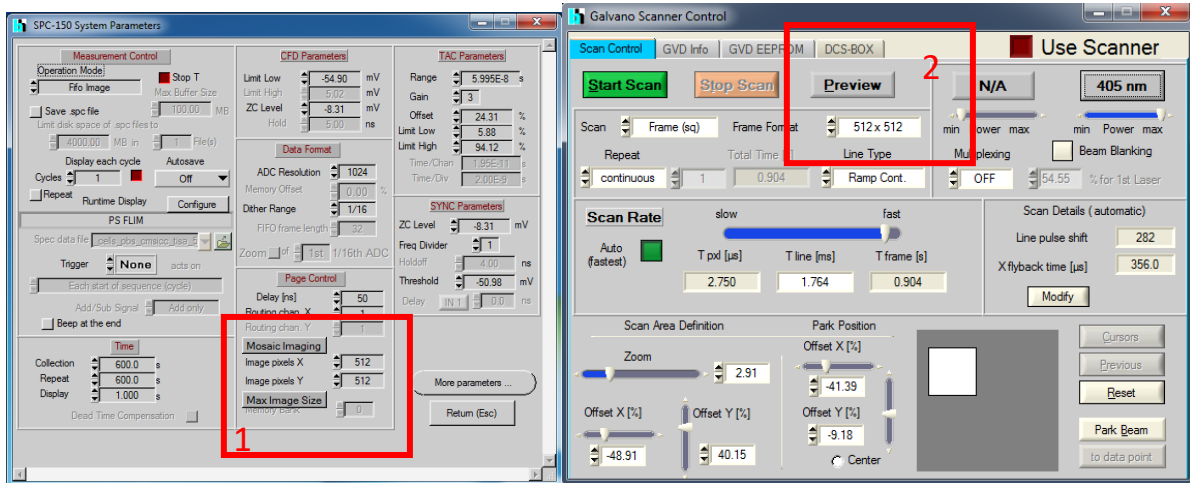 SPC-150 System Parameters
Measurement Control
Operation Mode
Fifo Image
Stop T
Max Buffer Size
100.00 MB
Save .spc file
Limit disk space of .spc files to
4000.00 MB in 1 File(s)
Display each cycle Autosave
Cycles 1 Off
Repeat Runtime Display Configure
PS FLIM
Spec data file cells_pbs_cmsicc_tisa_5
Trigger None acts on
Each start of sequence (cycle)
Add/Sub Signal Add only
Beep at the end
Time
Collection 600.0 s
Repeat 600.0 s
Display 1.000 s
Dead Time Compensation
CFD Parameters
Limit Low -54.90 mV
Limit High 5.02 mV
ZC Level -8.31 mV
Hold 5.00 ns
Data Format
ADC Resolution 1024
Memory Offset 0.00 %
Dither Range 1/16
FIFO frame length 32
Zoom of 1st 1/16th ADC
Page Control
Delay [ns] 50
Routing chan. X 1
Routing chan. Y 1
Mosaic Imaging
Image pixels X 512
Image pixels Y 512
Max Image Size
Memory Bank 0
1
TAC Parameters
Range 5.995E-8 s
Gain 3
Offset 24.31 %
Limit Low 5.88 %
Limit High 94.12 %
Time/Chan 1.95E-11 s
Time/Div 2.00E-9 s
SYNC Parameters
ZC Level -8.31 mV
Freq Divider 1
Holdoff 4.00 ns
Threshold -50.98 mV
Delay IN 1 0.0 ns
More parameters ...
Return (Esc)
Galvano Scanner Control
Scan Control GVD Info GVD EEPROM DCS-BOX
2
Use Scanner
Start Scan Stop Scan Preview N/A 405 nm
Scan Frame (sq) Frame Format 512 x 512
min Power max min Power max
Repeat Total Time Line Type
continuous 1 0.904 Ramp Cont.
Multiplexing Beam Blanking
OFF 54.55 % for 1st Laser
Scan Rate slow fast
Auto
(fastest)
T pxl [µs] T line [ms] T frame [s]
2.750 1.764 0.904
Scan Details (automatic)
Line pulse shift 282
X flyback time [µs] 356.0
Modify
Scan Area Definition
Zoom
2.91
Offset X [%] Offset Y [%]
-48.91 40.15
Park Position
Offset X [%]
-41.39
Offset Y [%]
-9.18
Center
Cursors
Previous
Reset
Park Beam
to data point